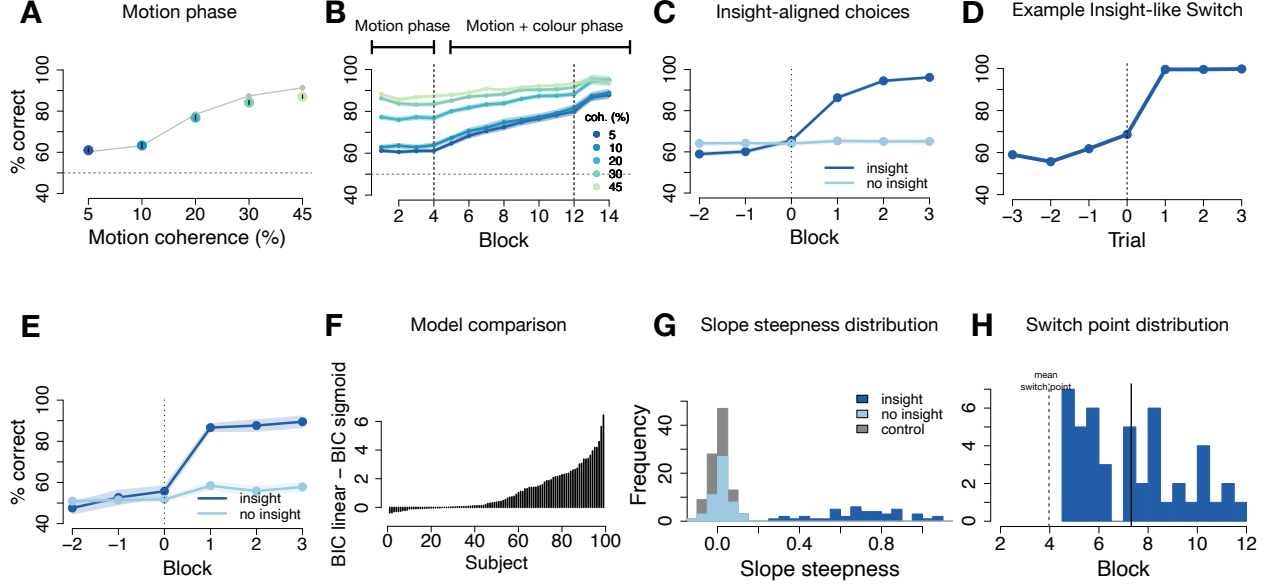 A
Motion phase
% correct
100
80
60
40
5
10
20
30
45
Motion coherence (%)
B
Motion phase
Motion + colour phase
100
80
60
40
coh. (%)
5
10
20
30
45
2
4
6
8
10
12
14
Block
C
Insight-aligned choices
100
80
60
40
insight
no insight
−2
−1
0
1
2
3
Block
D
Example Insight-like Switch
100
80
60
40
−3
−2
−1
0
1
2
3
Trial
E
% correct
100
80
60
40
insight
no insight
−2
−1
0
1
2
3
Block
F
Model comparison
BIC linear − BIC sigmoid
6
4
2
0
0
20
40
60
80
100
Subject
G
Slope steepness distribution
Frequency
40
20
0
insight
no insight
control
0.0
0.4
0.8
Slope steepness
H
Switch point distribution
mean
switch point
6
4
2
0
2
4
6
8
10
12
Block